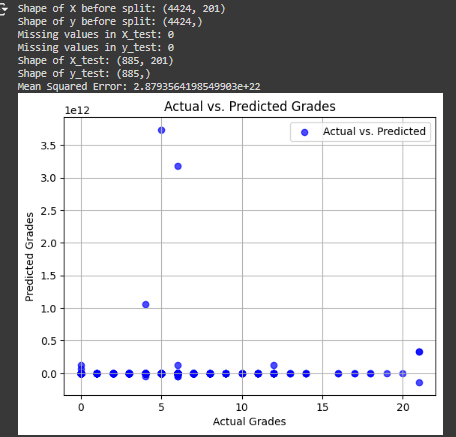 Shape of X before split: (4424, 201)
Shape of y before split: (4424,)
Missing values in X_test: 0
Missing values in y_test: 0
Shape of X_test: (885, 201)
Shape of y_test: (885,)
Mean Squared Error: 2.8793564198549903e+22
1e12
Actual vs. Predicted Grades
Actual vs. Predicted
3.5
3.0
2.5
2.0
1.5
1.0
0.5
0.0
Predicted Grades
0 5 10 15 20
Actual Grades